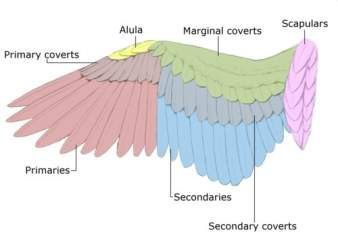 Scapulars
Alula
Marginal coverts
Primary coverts
Primaries
Secondaries
Secondary coverts